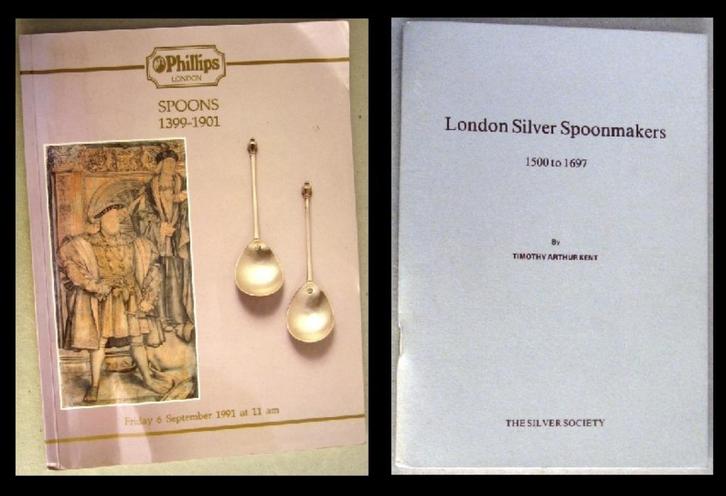 Phillips
LONDON
SPOONS
1399-1901
Friday 6 September 1991 at 11 am
London Silver Spoonmakers
1500 to 1697
By
TIMOTHY ARTHUR KENT
THE SILVER SOCIETY